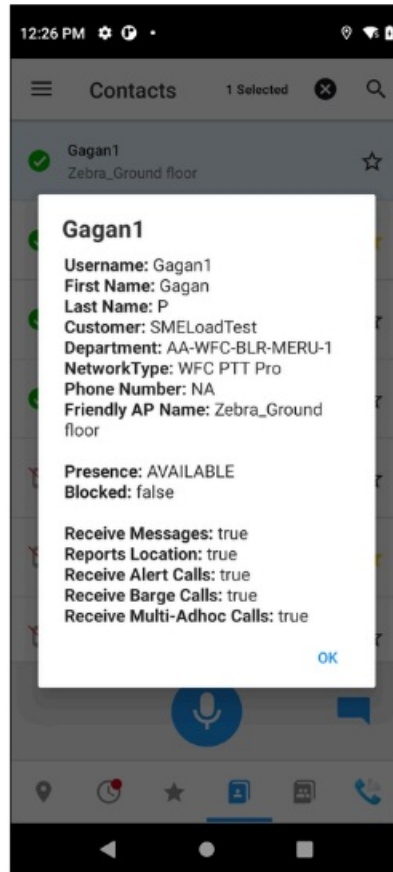 12:26 PM
Contacts 1 Selected
Gagan1
Zebra_Ground floor
Gagan1
Username: Gagan1
First Name: Gagan
Last Name: P
Customer: SMELoadTest
Department: AA-WFC-BLR-MERU-1
NetworkType: WFC PTT Pro
Phone Number: NA
Friendly AP Name: Zebra_Ground
floor
Presence: AVAILABLE
Blocked: false
Receive Messages: true
Reports Location: true
Receive Alert Calls: true
Receive Barge Calls: true
Receive Multi-Adhoc Calls: true
OK